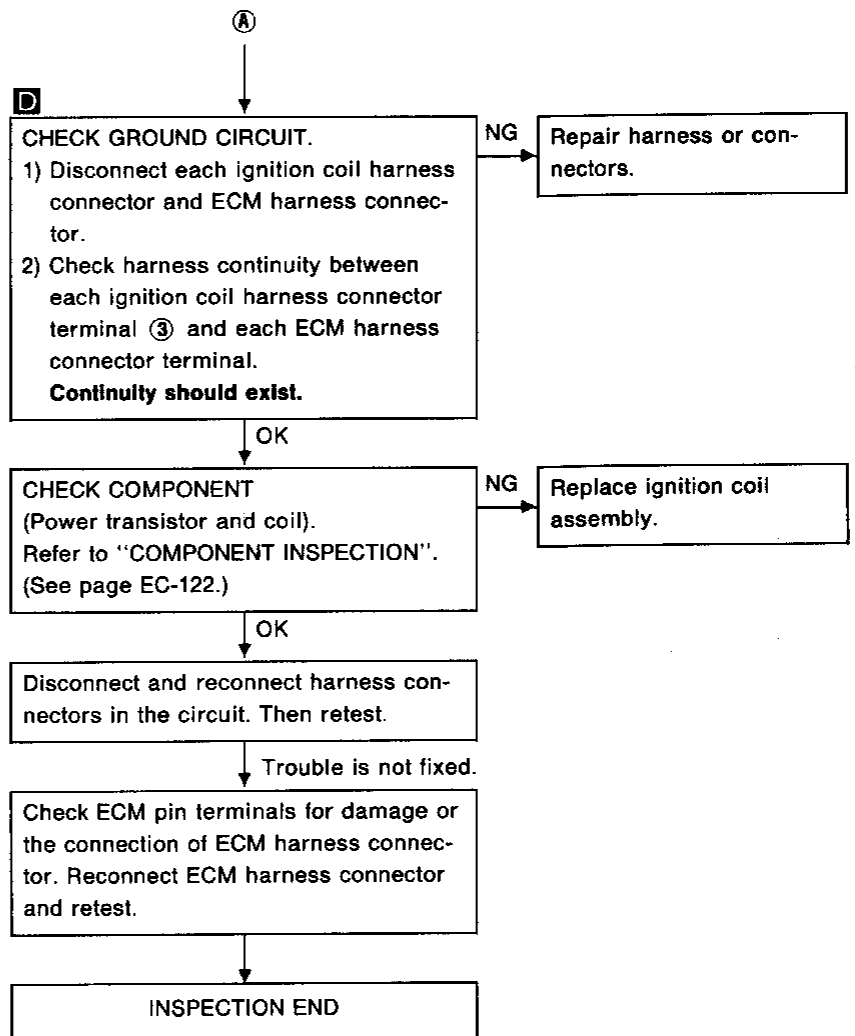 Ⓐ
D
CHECK GROUND CIRCUIT.
1) Disconnect each ignition coil harness
connector and ECM harness connec-
tor.
2) Check harness continuity between
each ignition coil harness connector
terminal ③ and each ECM harness
connector terminal.
Continuity should exist.
NG
Repair harness or con-
nectors.
OK
CHECK COMPONENT
(Power transistor and coil).
Refer to "COMPONENT INSPECTION".
(See page EC-122.)
NG
Replace ignition coil
assembly.
OK
Disconnect and reconnect harness con-
nectors in the circuit. Then retest.
Trouble is not fixed.
Check ECM pin terminals for damage or
the connection of ECM harness connec-
tor. Reconnect ECM harness connector
and retest.
INSPECTION END